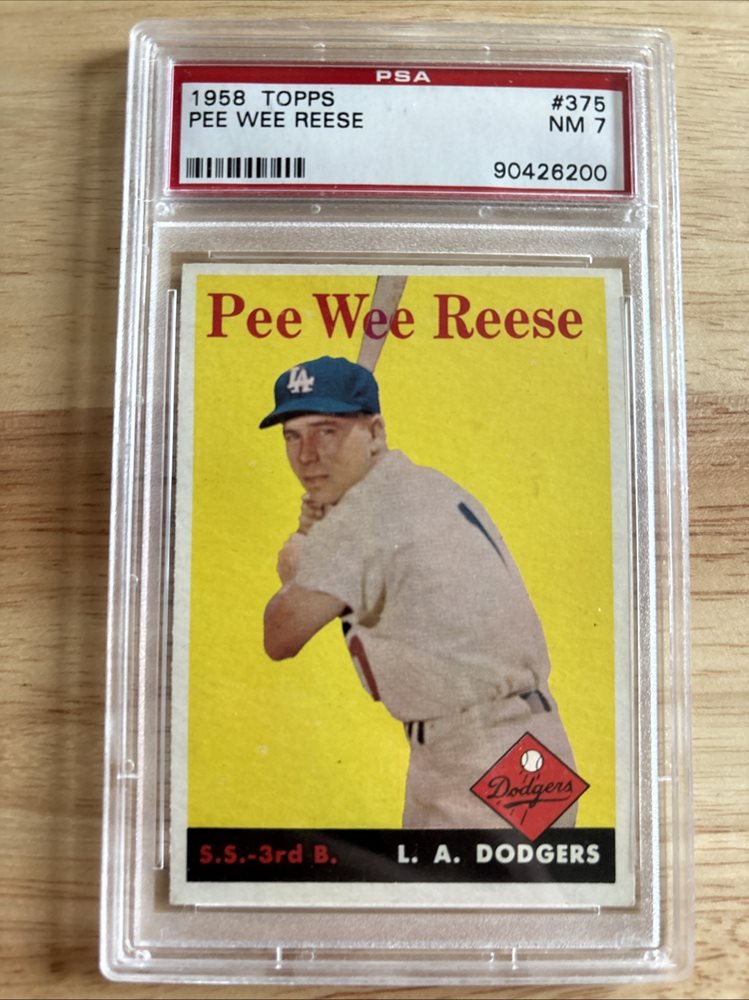 PSA
1958 TOPPS #375
PEE WEE REESE NM 7
90426200
Pee Wee Reese
LA
Dodgers
S.S.-3rd B. L. A. DODGERS